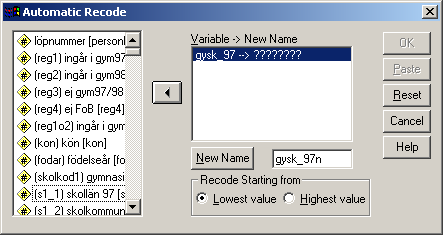 Automatic Recode
löpnummer [personl
(reg1) ingår i gym97
(reg2) ingår i gym98
(reg3) ej gym97/98
(reg4) ej FoB [reg4]
(reg1o2) ingår i gym
(kon) kön [kon]
(fodar) födelseår [fo
(skolkod1) gymnasi
(s1_1) skollän 97 [s
(s1_2) skolkommun
Variable -> New Name
gysk_97 --> ????????
New Name
gysk_97n
Recode Starting from
Lowest value
Highest value
OK
Paste
Reset
Cancel
Help